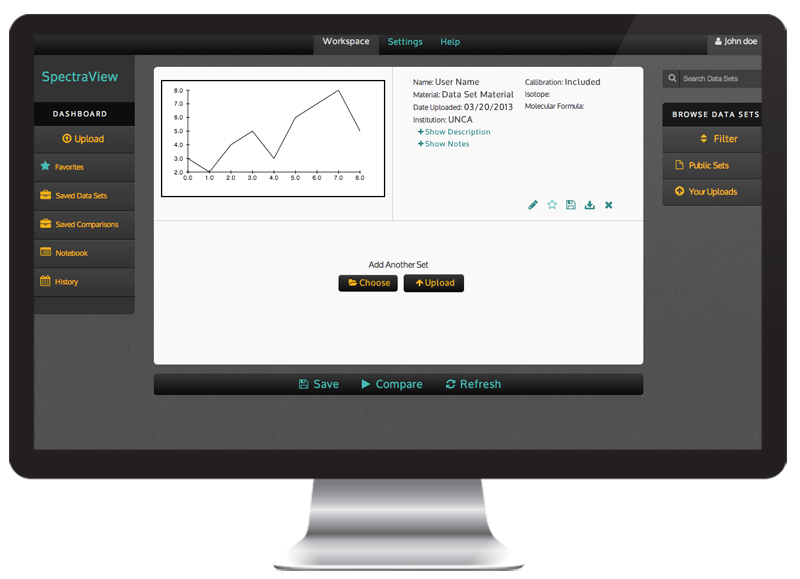 Workspace
Settings
Help
John doe
SpectraView
DASHBOARD
Upload
Favorites
Saved Data Sets
Saved Comparisons
Notebook
History
8.0
7.0
6.0
5.0
4.0
3.0
2.0
0.0 1.0 2.0 3.0 4.0 5.0 6.0 7.0 8.0
Name: User Name
Material: Data Set Material
Date Uploaded: 03/20/2013
Institution: UNCA
+Show Description
+Show Notes
Callibration: Included
Isotope:
Molecular Formula:
Add Another Set
Choose
Upload
Save
Compare
Refresh
Search Data Sets
BROWSE DATA SETS
Filter
Public Sets
Your Uploads